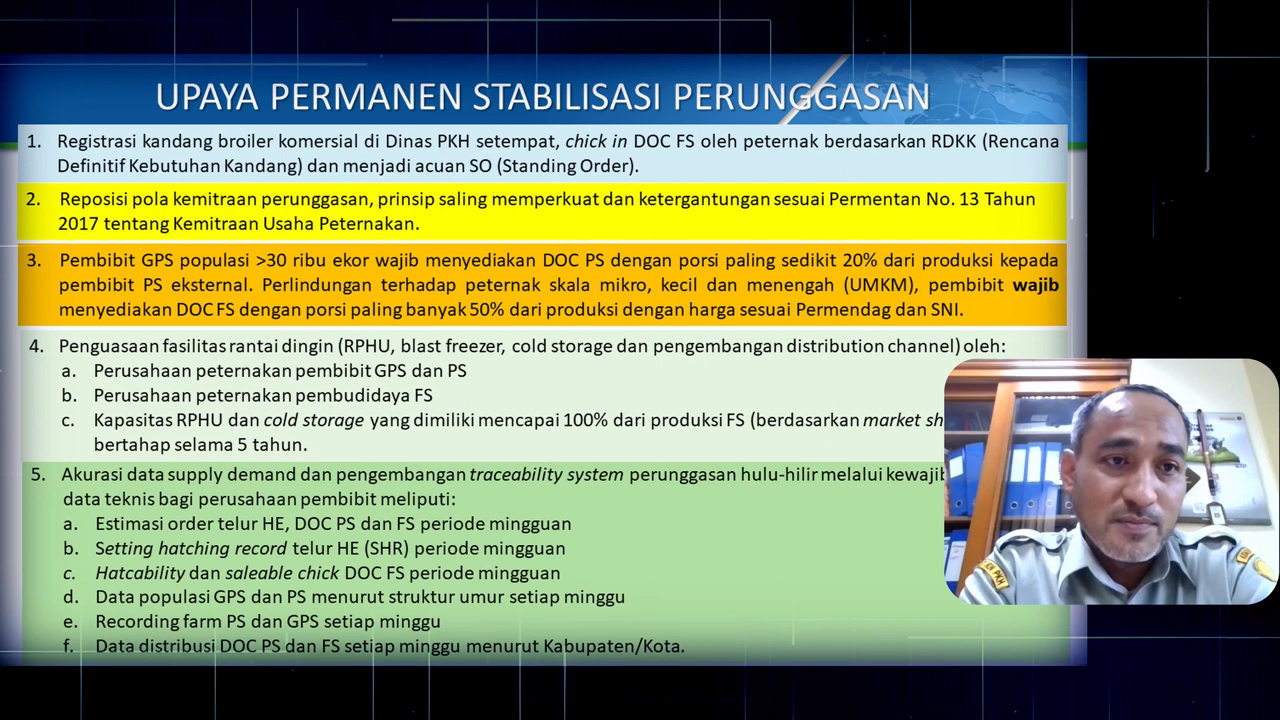 UPAYA PERMANEN STABILISASI PERUNGGASAN
1. Registrasi kandang broiler komersial di Dinas PKH setempat, chick in DOC FS oleh peternak berdasarkan RDKK (Rencana
Definitif Kebutuhan Kandang) dan menjadi acuan SO (Standing Order).
2. Reposisi pola kemitraan perunggasan, prinsip saling memperkuat dan ketergantungan sesuai Permentan No. 13 Tahun
2017 tentang Kemitraan Usaha Peternakan.
3. Pembibit GPS populasi >30 ribu ekor wajib menyediakan DOC PS dengan porsi paling sedikit 20% dari produksi kepada
pembibit PS eksternal. Perlindungan terhadap peternak skala mikro, kecil dan menengah (UMKM), pembibit wajib
menyediakan DOC FS dengan porsi paling banyak 50% dari produksi dengan harga sesuai Permendag dan SNI.
4. Penguasaan fasilitas rantai dingin (RPHU, blast freezer, cold storage dan pengembangan distribution channel) oleh:
a. Perusahaan peternakan pembibit GPS dan PS
b. Perusahaan peternakan pembudidaya FS
c. Kapasitas RPHU dan cold storage yang dimiliki mencapai 100% dari produksi FS (berdasarkan market sh
bertahap selama 5 tahun.
5. Akurasi data supply demand dan pengembangan traceability system perunggasan hulu-hilir melalui kewajib
data teknis bagi perusahaan pembibit meliputi:
a. Estimasi order telur HE, DOC PS dan FS periode mingguan
b. Setting hatching record telur HE (SHR) periode mingguan
c. Hatcability dan saleable chick DOC FS periode mingguan
d. Data populasi GPS dan PS menurut struktur umur setiap minggu
e. Recording farm PS dan GPS setiap minggu
f. Data distribusi DOC PS dan FS setiap minggu menurut Kabupaten/Kota.